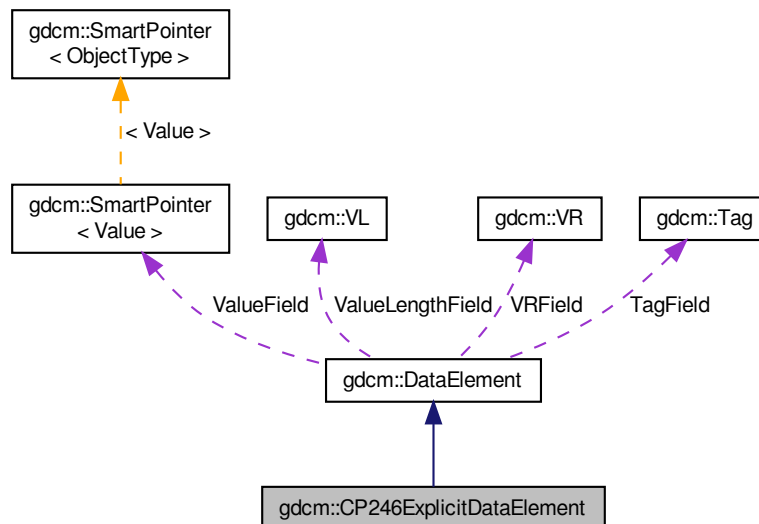 gdcm::SmartPointer
< ObjectType >
< Value >
gdcm::SmartPointer
< Value >
gdcm::VL
gdcm::VR
gdcm::Tag
ValueField
ValueLengthField
VRField
TagField
gdcm::DataElement
gdcm::CP246ExplicitDataElement